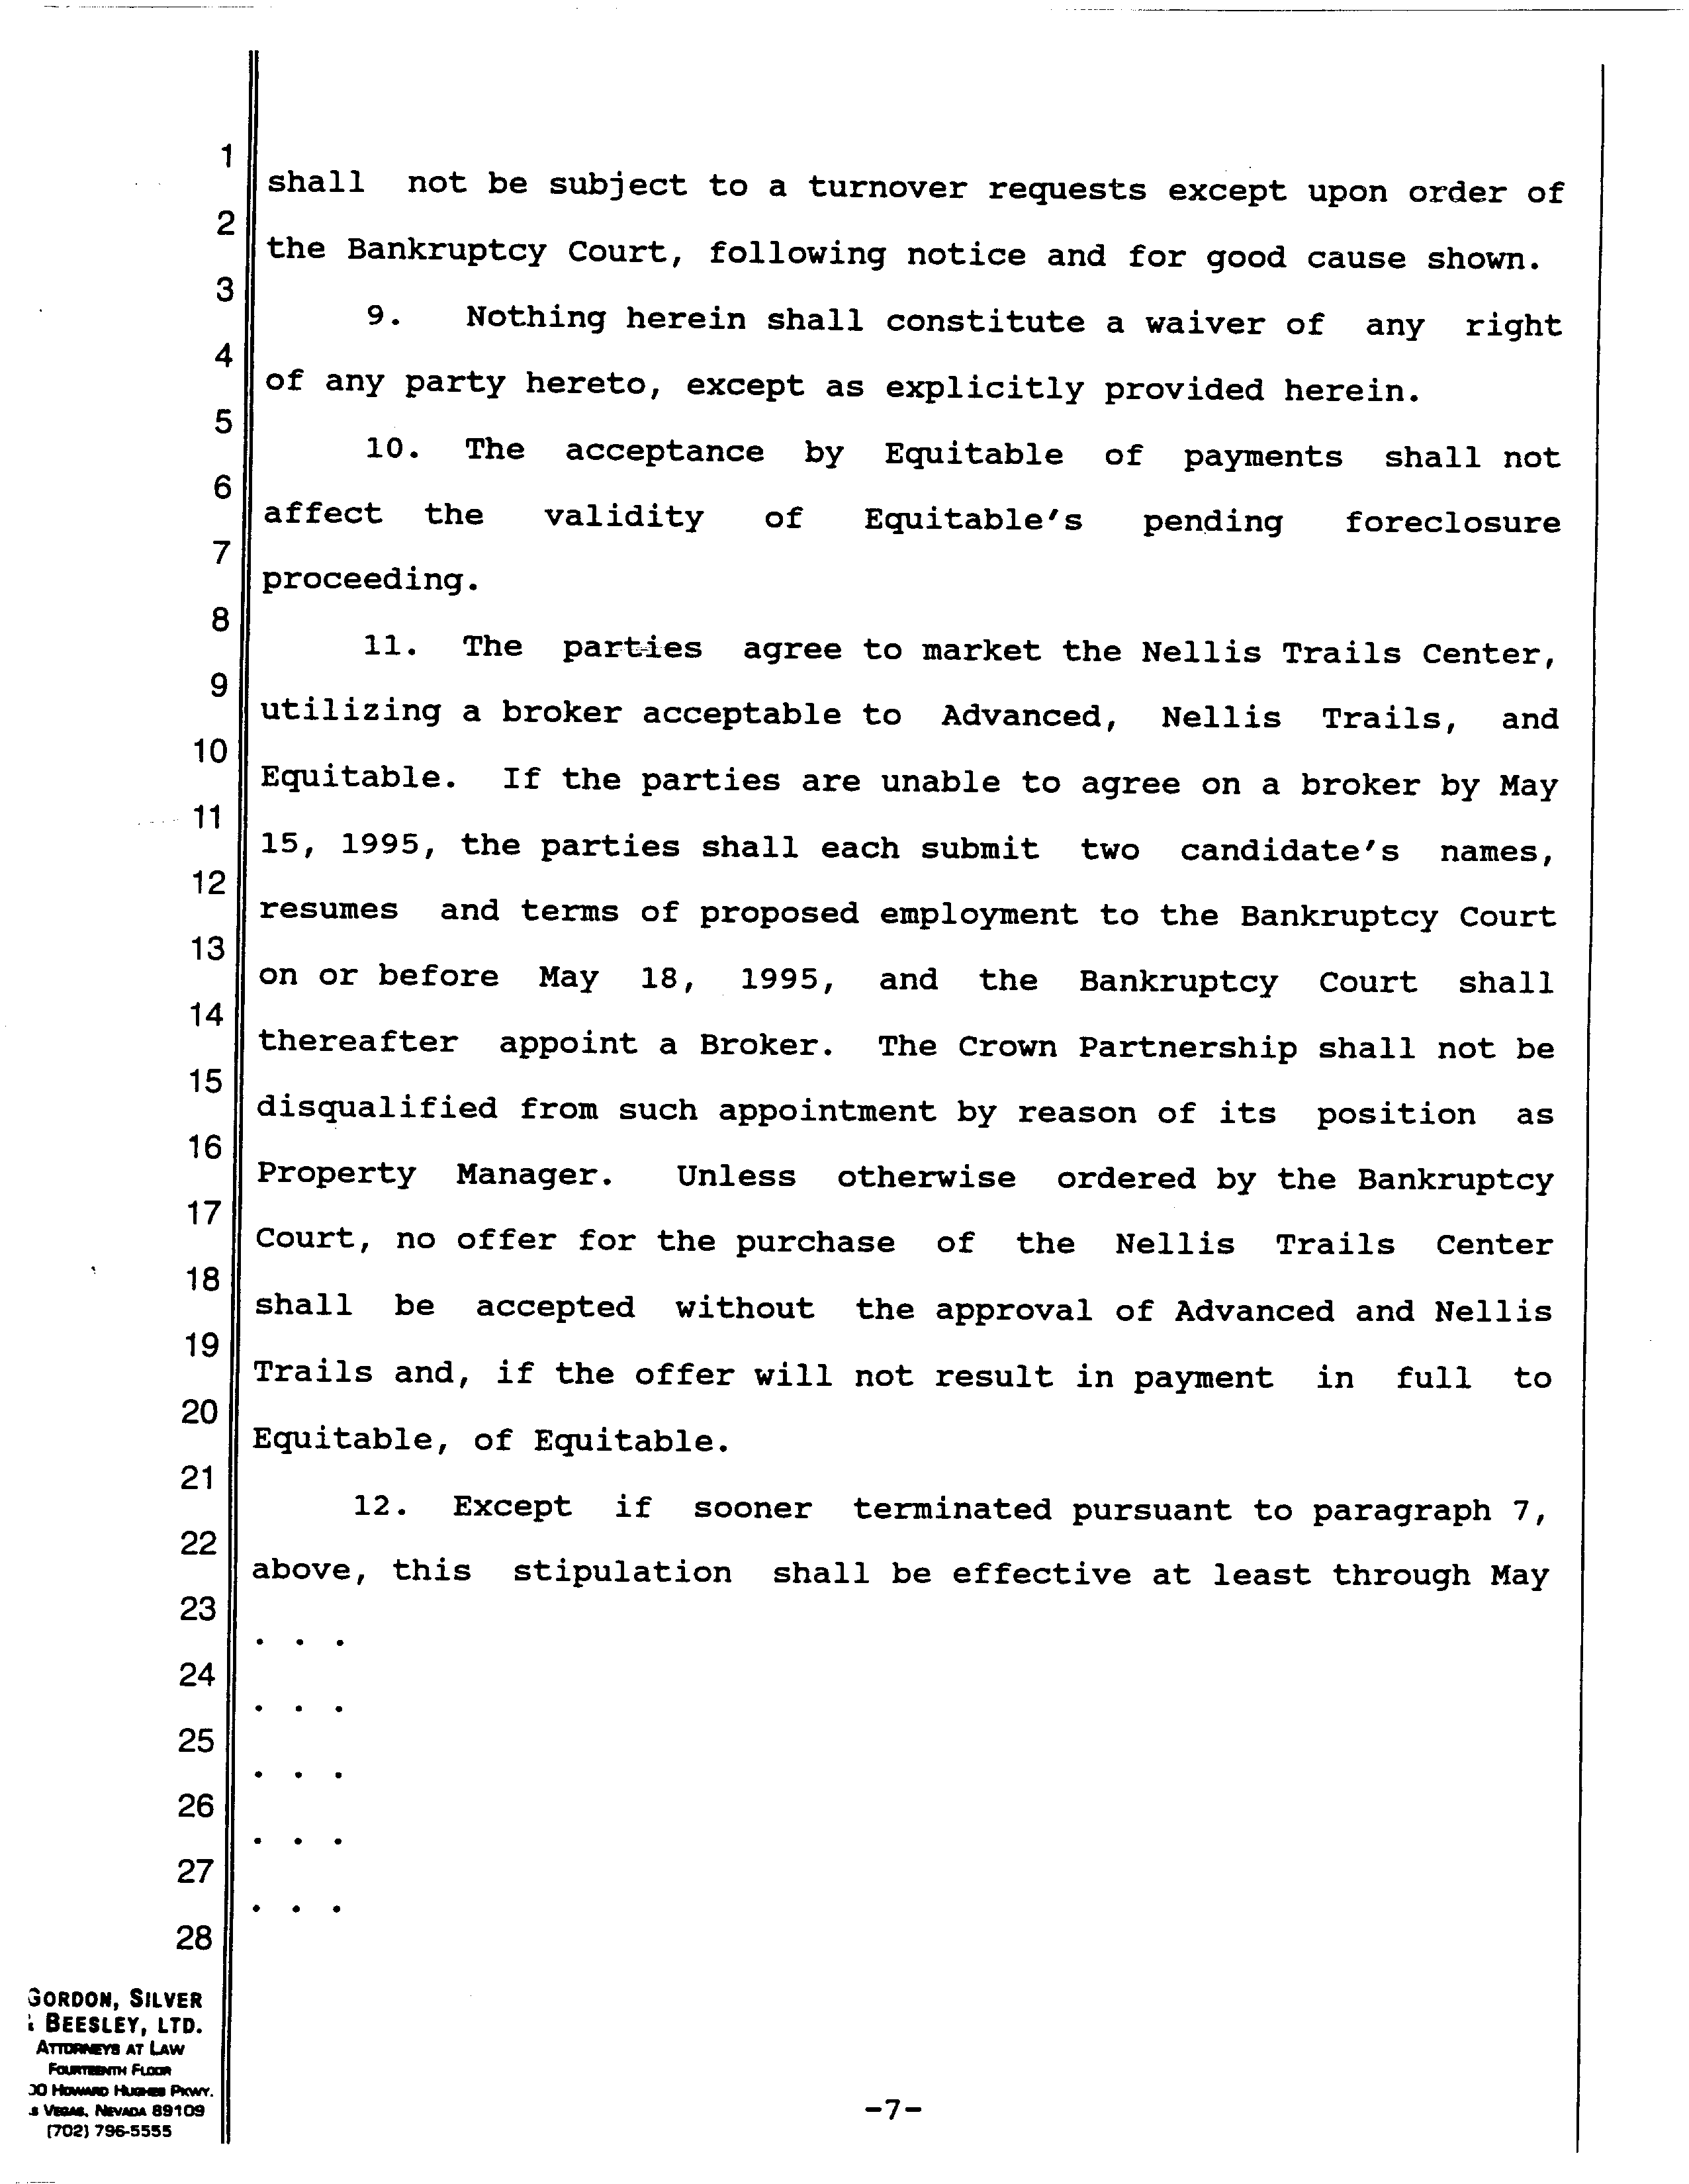 1
shall not be subject to a turnover requests except upon order of
2
the Bankruptcy Court, following notice and for good cause shown.
3
9. Nothing herein shall constitute a waiver of any right
4
of any party hereto, except as explicitly provided herein.
5
10. The acceptance by Equitable of payments shall not
6
affect the validity of Equitable's pending foreclosure
7
proceeding.
8
11. The parties agree to market the Nellis Trails Center,
9
utilizing a broker acceptable to Advanced, Nellis Trails, and
10
Equitable. If the parties are unable to agree on a broker by May
11
15, 1995, the parties shall each submit two candidate's names,
12
resumes and terms of proposed employment to the Bankruptcy Court
13
on or before May 18, 1995, and the Bankruptcy Court shall
14
thereafter appoint a Broker. The Crown Partnership shall not be
15
disqualified from such appointment by reason of its position as
16
Property Manager. Unless otherwise ordered by the Bankruptcy
17
Court, no offer for the purchase of the Nellis Trails Center
18
shall be accepted without the approval of Advanced and Nellis
19
Trails and, if the offer will not result in payment in full to
20
Equitable, of Equitable.
21
12. Except if sooner terminated pursuant to paragraph 7,
22
above, this stipulation shall be effective at least through May
23
. . .
24
. . .
25
. . .
26
. . .
27
. . .
28
GORDON, SILVER
& BEESLEY, LTD.
ATTORNEYS AT LAW
FOURTEENTH FLOOR
00 HOWARD HUGHES PKWY.
S VEGAS, NEVADA 89109
(702) 796-5555
-7-